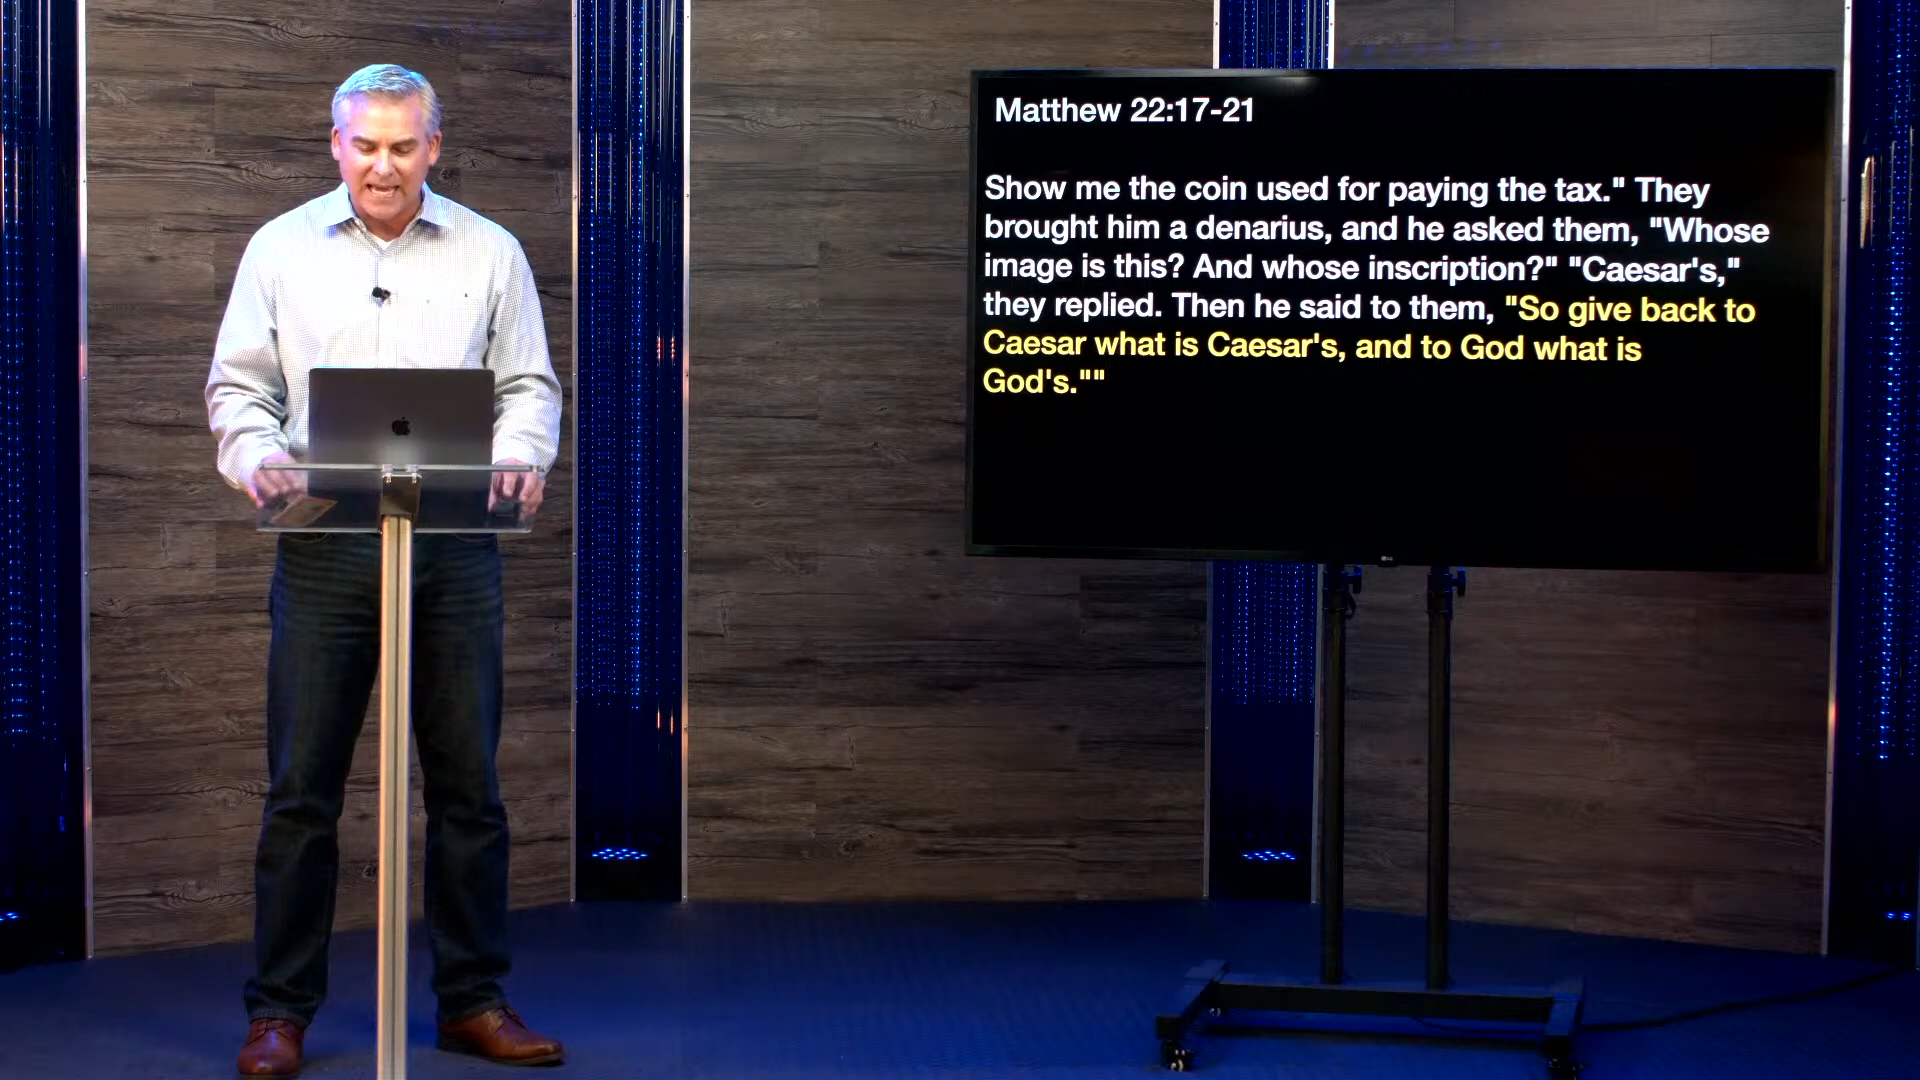 Matthew 22:17-21
Show me the coin used for paying the tax." They
brought him a denarius, and he asked them, "Whose
image is this? And whose inscription?" "Caesar's,"
they replied. Then he said to them, "So give back to
Caesar what is Caesar's, and to God what is
God's.""
LG